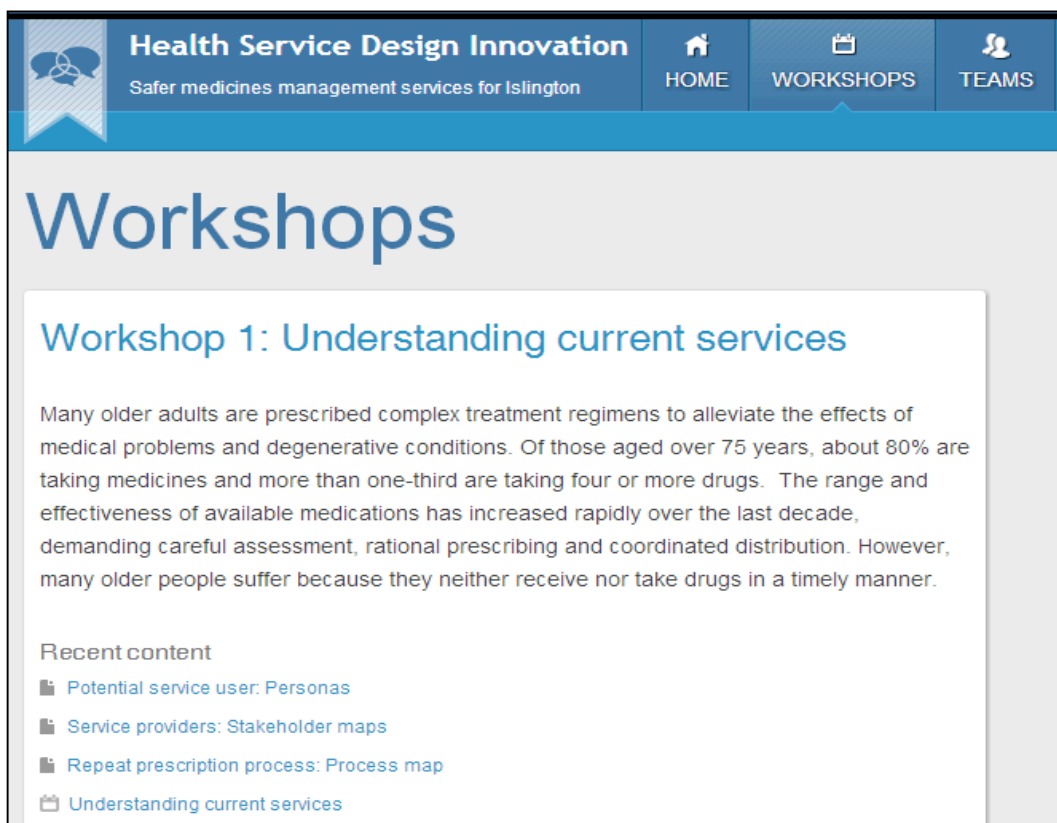 Health Service Design Innovation
Safer medicines management services for Islington
HOME
WORKSHOPS
TEAMS
Workshops
Workshop 1: Understanding current services
Many older adults are prescribed complex treatment regimens to alleviate the effects of
medical problems and degenerative conditions. Of those aged over 75 years, about 80% are
taking medicines and more than one-third are taking four or more drugs.  The range and
effectiveness of available medications has increased rapidly over the last decade,
demanding careful assessment, rational prescribing and coordinated distribution. However,
many older people suffer because they neither receive nor take drugs in a timely manner.
Recent content
Potential service user: Personas
Service providers: Stakeholder maps
Repeat prescription process: Process map
Understanding current services